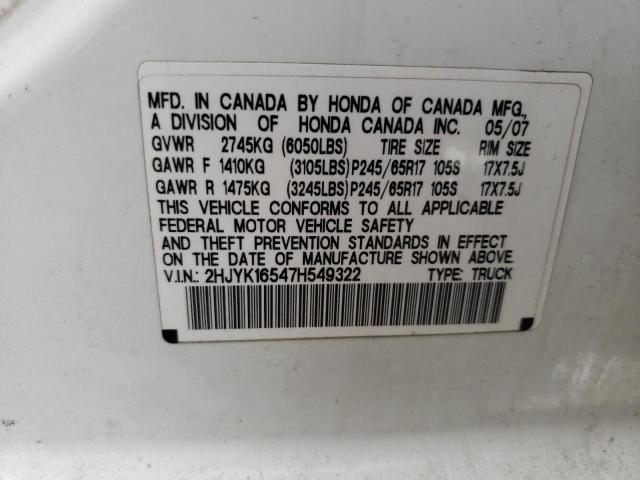 MFD. IN CANADA BY HONDA OF CANADA MFG.,
A DIVISION OF HONDA CANADA INC. 05/07
GVWR 2745KG (6050LBS) TIRE SIZE RIM SIZE
GAWR F 1410KG (3105LBS) P245/65R17 105S 17X7.5J
GAWR R 1475KG (3245LBS) P245/65R17 105S 17X7.5J
THIS VEHICLE CONFORMS TO ALL APPLICABLE
FEDERAL MOTOR VEHICLE SAFETY
AND THEFT PREVENTION STANDARDS IN EFFECT
ON THE DATE OF MANUFACTURE SHOWN ABOVE.
V.I.N.: 2HJYK16547H549322 TYPE: TRUCK